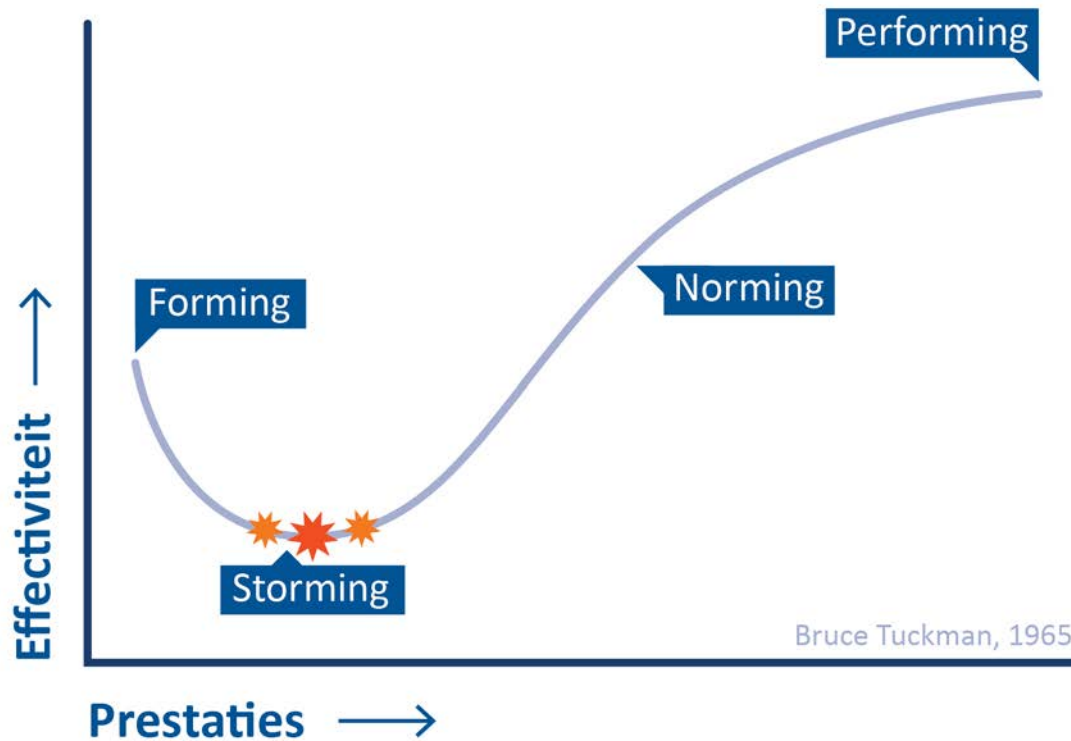 Performing
Forming
Norming
Storming
Effectiviteit
Bruce Tuckman, 1965
Prestaties